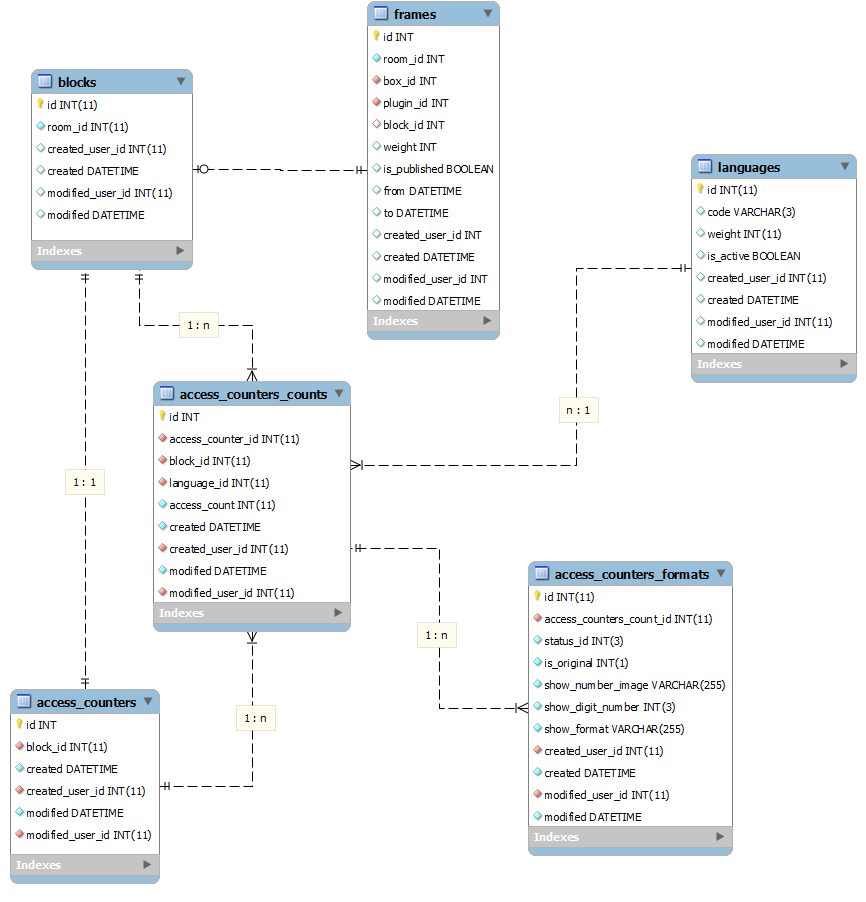 frames
id INT
room_id INT
box_id INT
plugin_id INT
block_id INT
weight INT
is_published BOOLEAN
from DATETIME
to DATETIME
created_user_id INT
created DATETIME
modified_user_id INT
modified DATETIME
Indexes
blocks
id INT(11)
room_id INT(11)
created_user_id INT(11)
created DATETIME
modified_user_id INT(11)
modified DATETIME
Indexes
languages
id INT(11)
code VARCHAR(3)
weight INT(11)
is_active BOOLEAN
created_user_id INT(11)
created DATETIME
modified_user_id INT(11)
modified DATETIME
Indexes
1:n
n:1
1:1
access_counters_counts
id INT
access_counter_id INT(11)
block_id INT(11)
language_id INT(11)
access_count INT(11)
created DATETIME
created_user_id INT(11)
modified DATETIME
modified_user_id INT(11)
Indexes
1:n
1:n
access_counters_formats
id INT(11)
access_counters_count_id INT(11)
status_id INT(3)
is_original INT(1)
show_number_image VARCHAR(255)
show_digit_number INT(3)
show_format VARCHAR(255)
created_user_id INT(11)
created DATETIME
modified_user_id INT(11)
modified DATETIME
Indexes
access_counters
id INT
block_id INT(11)
created DATETIME
created_user_id INT(11)
modified DATETIME
modified_user_id INT(11)
Indexes